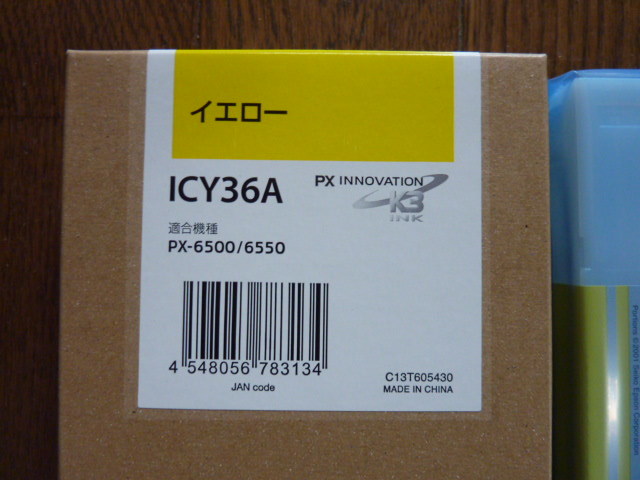 イエロー
ICY36A
PX INNOVATION
K3
INK
適合機種
PX-6500/6550
4 548056 783134
JAN code
C13T605430
MADE IN CHINA